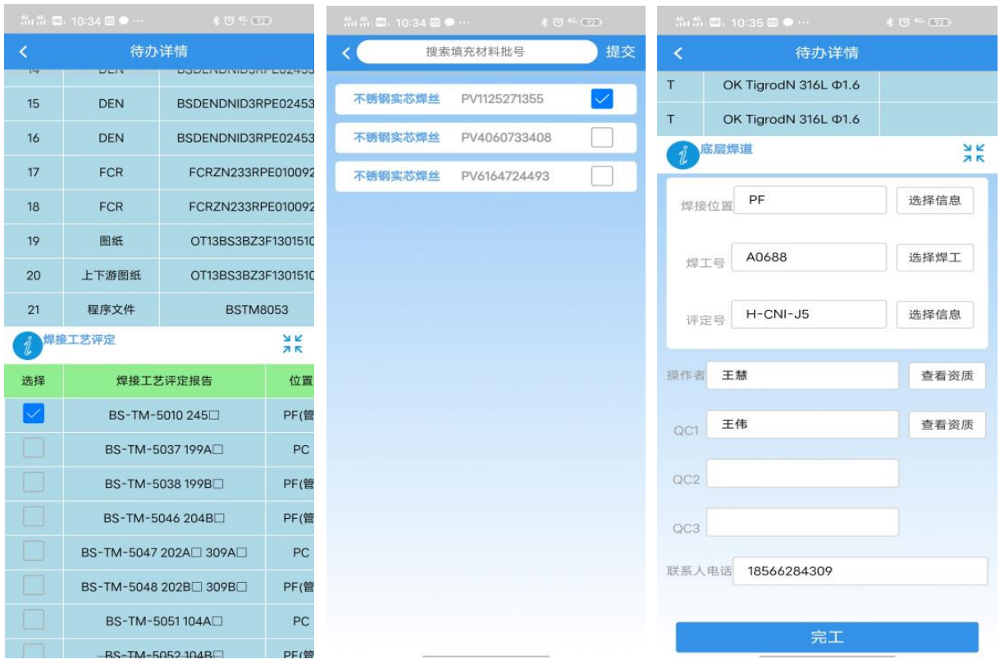 10:34
92
待办详情
14 DEN
15 DEN BSDENDNID3RPE02453
16 DEN BSDENDNID3RPE02453
17 FCR FCRZN233RPE010092
18 FCR FCRZN233RPE010092
19 图纸 OT13BS3BZ3F1301510
20 上下游图纸 OT13BS3BZ3F1301510
21 程序文件 BSTM8053
焊接工艺评定
选择 焊接工艺评定报告 位置
BS-TM-5010 245□ PF(管
BS-TM-5037 199A□ PC
BS-TM-5038 199B□ PF(管
BS-TM-5046 204B□ PF(管
BS-TM-5047 202A□ 309A□ PC
BS-TM-5048 202B□ 309B□ PF(管
BS-TM-5051 104A□ PC
BS-TM-5052 104B□ PF(管
10:34
92
搜索填充材料批号 提交
不锈钢实芯焊丝 PV1125271355
不锈钢实芯焊丝 PV4060733408
不锈钢实芯焊丝 PV6164724493
10:35
92
待办详情
T OK TigrodN 316L Φ1.6
T OK TigrodN 316L Φ1.6
底层焊道
焊接位置 PF 选择信息
焊工号 A0688 选择焊工
评定号 H-CNI-J5 选择信息
操作者 王慧 查看资质
QC1 王伟 查看资质
QC2
QC3
联系人电话 18566284309
完工